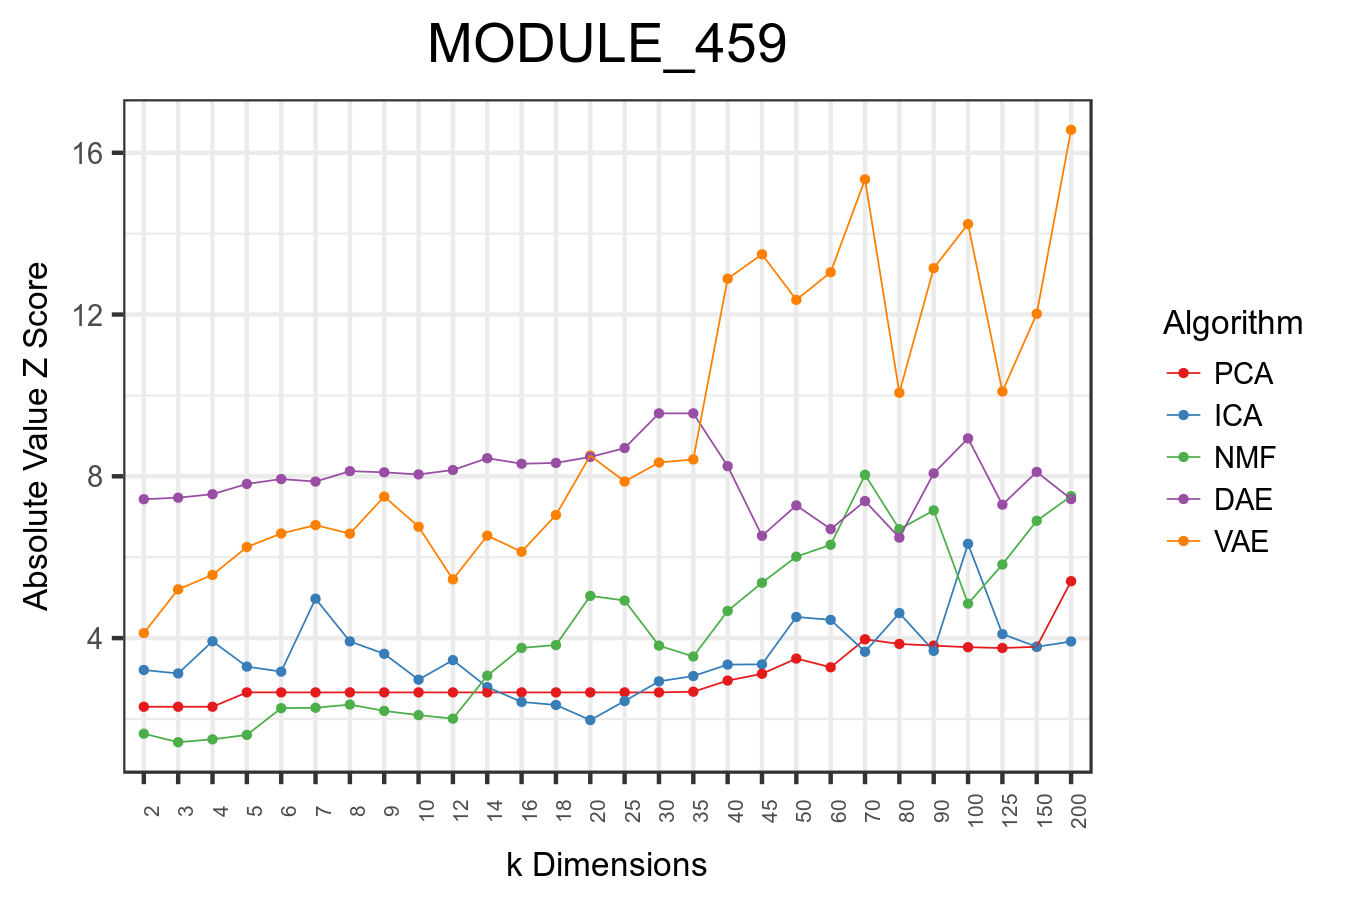 MODULE_459
Absolute Value Z Score
16
12
8
4
2 3 4 5 6 7 8 9 10 12 14 16 18 20 25 30 35 40 45 50 60 70 80 90 100 125 150 200
k Dimensions
Algorithm
PCA
ICA
NMF
DAE
VAE